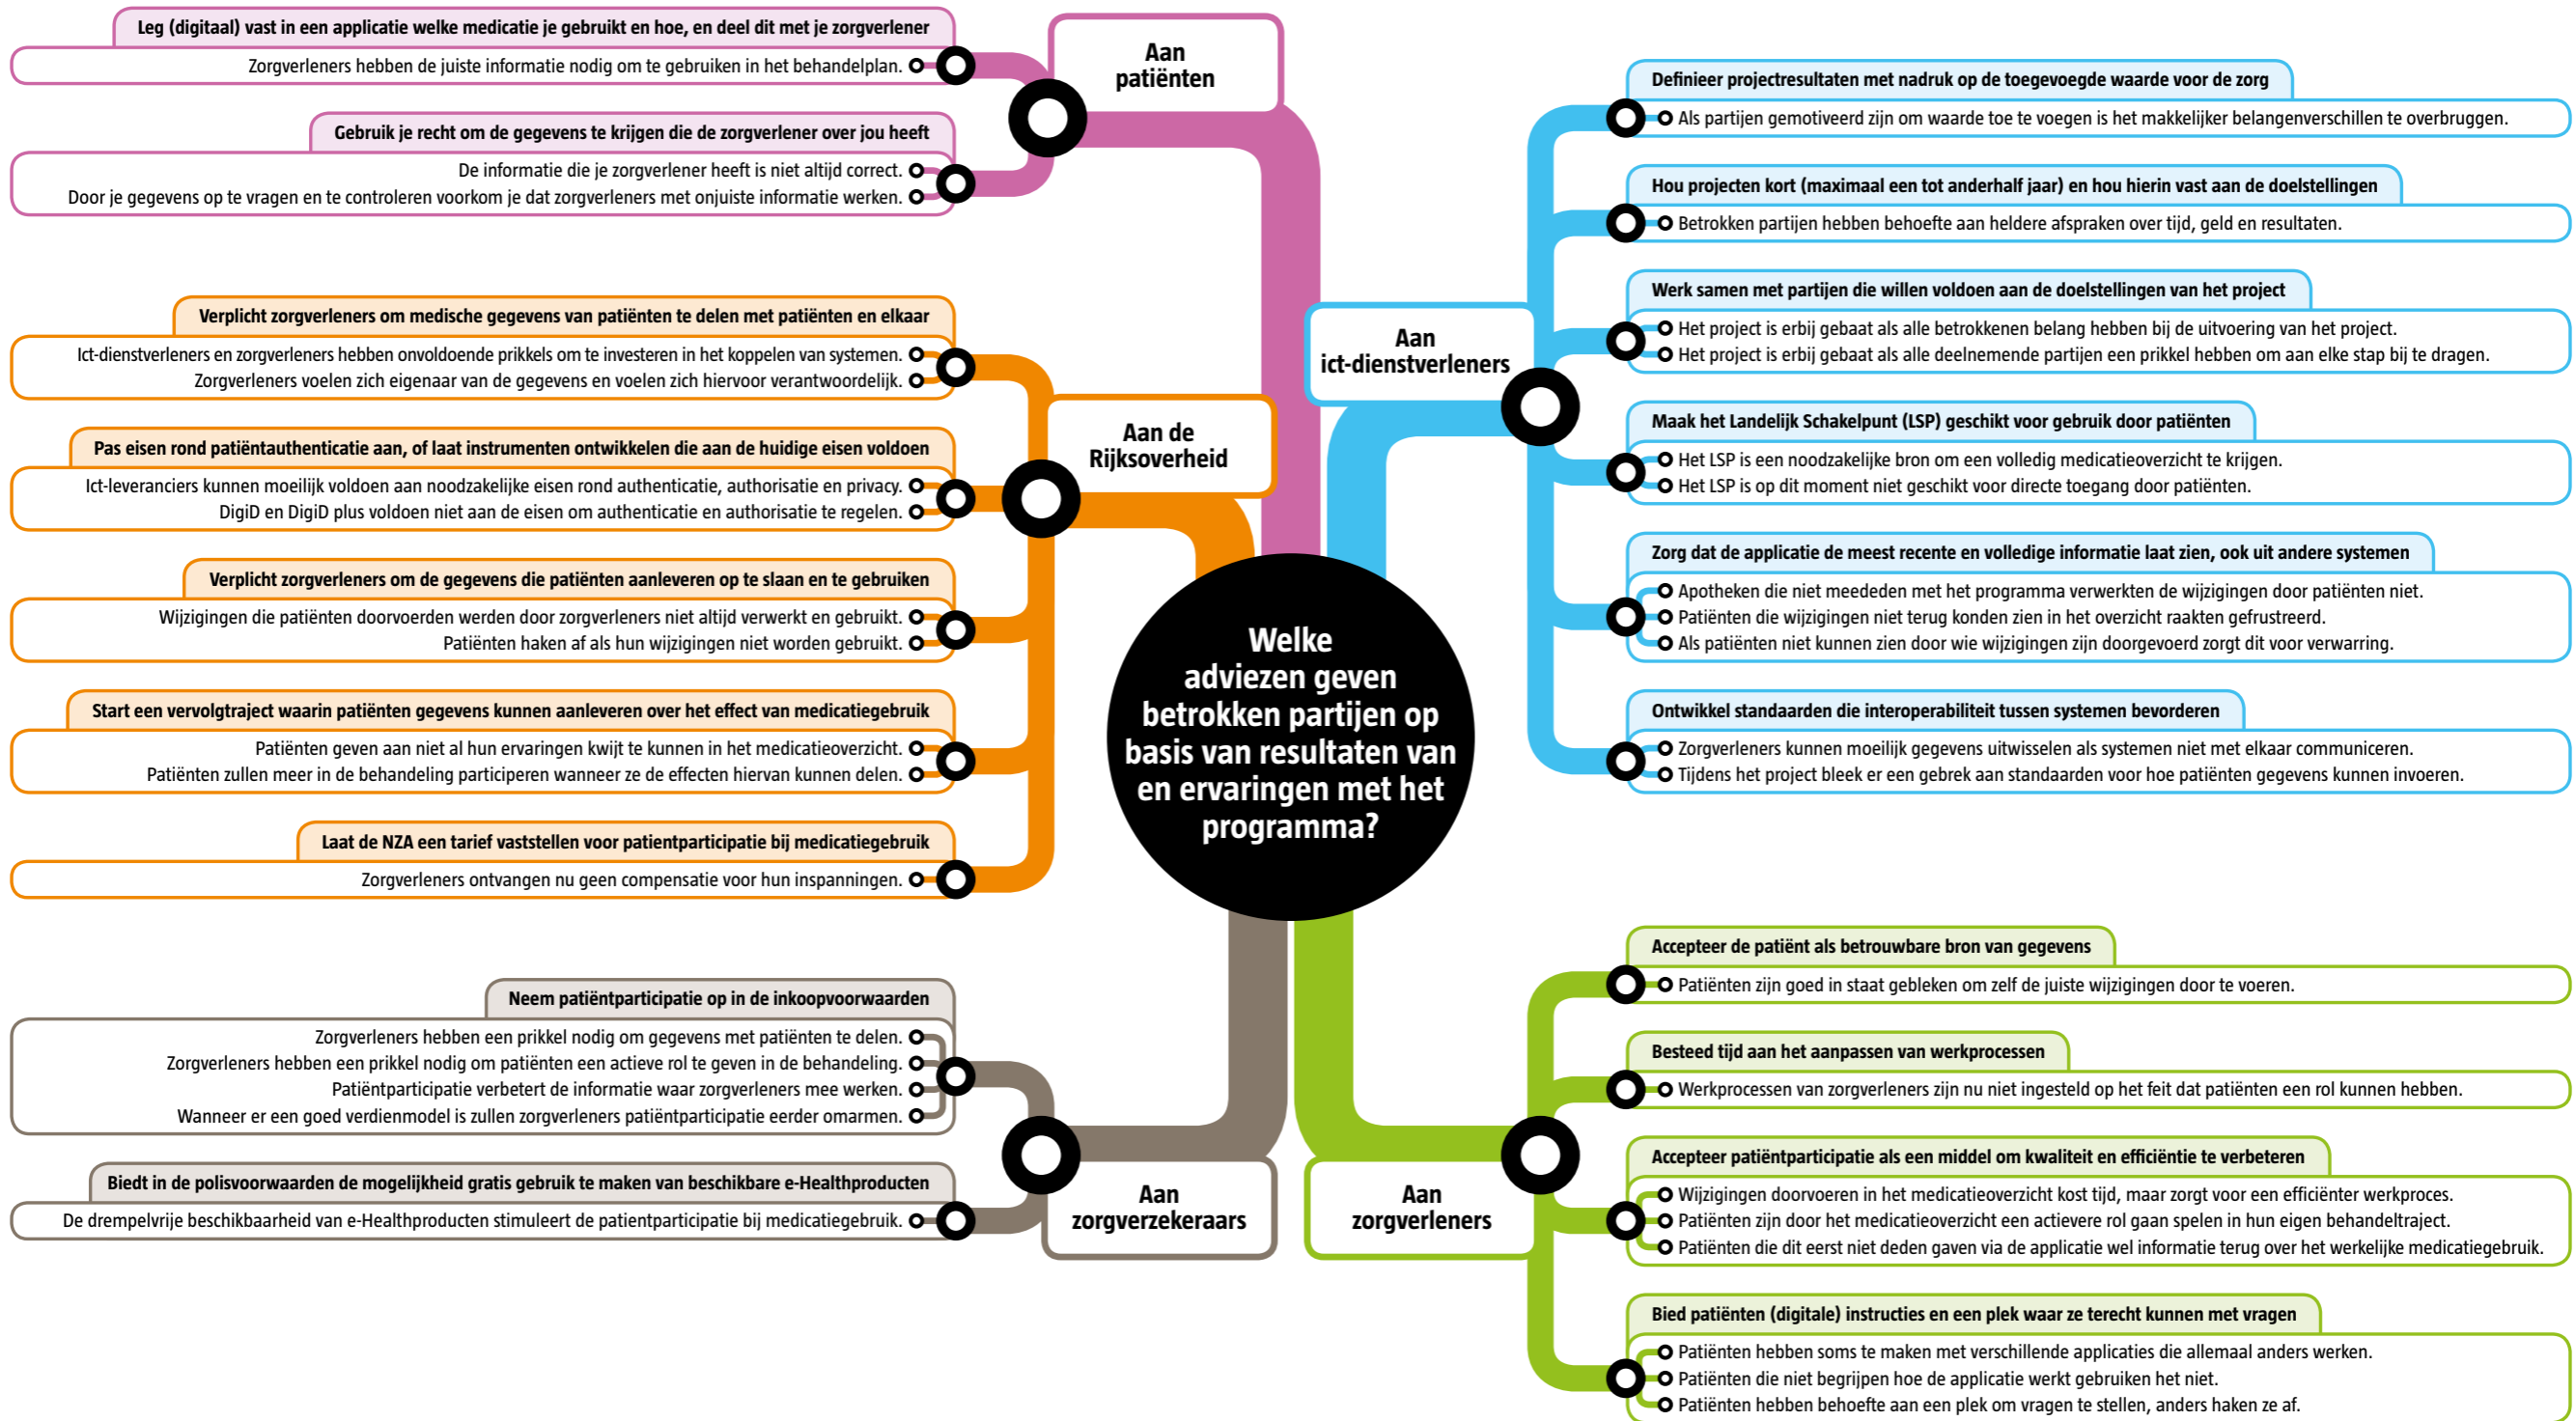 Welke
adviezen geven
betrokken partijen op
basis van resultaten van
en ervaringen met het
programma?
Aan
patiënten
Leg (digitaal) vast in een applicatie welke medicatie je gebruikt en hoe, en deel dit met je zorgverlener
Zorgverleners hebben de juiste informatie nodig om te gebruiken in het behandelplan.
Gebruik je recht om de gegevens te krijgen die de zorgverlener over jou heeft
De informatie die je zorgverlener heeft is niet altijd correct.
Door je gegevens op te vragen en te controleren voorkom je dat zorgverleners met onjuiste informatie werken.
Aan de
Rijksoverheid
Verplicht zorgverleners om medische gegevens van patiënten te delen met patiënten en elkaar
Ict-dienstverleners en zorgverleners hebben onvoldoende prikkels om te investeren in het koppelen van systemen.
Zorgverleners voelen zich eigenaar van de gegevens en voelen zich hiervoor verantwoordelijk.
Pas eisen rond patiëntauthenticatie aan, of laat instrumenten ontwikkelen die aan de huidige eisen voldoen
Ict-leveranciers kunnen moeilijk voldoen aan noodzakelijke eisen rond authenticatie, authorisatie en privacy.
DigiD en DigiD plus voldoen niet aan de eisen om authenticatie en authorisatie te regelen.
Verplicht zorgverleners om de gegevens die patiënten aanleveren op te slaan en te gebruiken
Wijzigingen die patiënten doorvoerden werden door zorgverleners niet altijd verwerkt en gebruikt.
Patiënten haken af als hun wijzigingen niet worden gebruikt.
Start een vervolgtraject waarin patiënten gegevens kunnen aanleveren over het effect van medicatiegebruik
Patiënten geven aan niet al hun ervaringen kwijt te kunnen in het medicatieoverzicht.
Patiënten zullen meer in de behandeling participeren wanneer ze de effecten hiervan kunnen delen.
Laat de NZA een tarief vaststellen voor patientparticipatie bij medicatiegebruik
Zorgverleners ontvangen nu geen compensatie voor hun inspanningen.
Aan
zorgverzekeraars
Neem patiëntparticipatie op in de inkoopvoorwaarden
Zorgverleners hebben een prikkel nodig om gegevens met patiënten te delen.
Zorgverleners hebben een prikkel nodig om patiënten een actieve rol te geven in de behandeling.
Patiëntparticipatie verbetert de informatie waar zorgverleners mee werken.
Wanneer er een goed verdienmodel is zullen zorgverleners patiëntparticipatie eerder omarmen.
Biedt in de polisvoorwaarden de mogelijkheid gratis gebruik te maken van beschikbare e-Healthproducten
De drempelvrije beschikbaarheid van e-Healthproducten stimuleert de patientparticipatie bij medicatiegebruik.
Aan
ict-dienstverleners
Definieer projectresultaten met nadruk op de toegevoegde waarde voor de zorg
Als partijen gemotiveerd zijn om waarde toe te voegen is het makkelijker belangenverschillen te overbruggen.
Hou projecten kort (maximaal een tot anderhalf jaar) en hou hierin vast aan de doelstellingen
Betrokken partijen hebben behoefte aan heldere afspraken over tijd, geld en resultaten.
Werk samen met partijen die willen voldoen aan de doelstellingen van het project
Het project is erbij gebaat als alle betrokkenen belang hebben bij de uitvoering van het project.
Het project is erbij gebaat als alle deelnemende partijen een prikkel hebben om aan elke stap bij te dragen.
Maak het Landelijk Schakelpunt (LSP) geschikt voor gebruik door patiënten
Het LSP is een noodzakelijke bron om een volledig medicatieoverzicht te krijgen.
Het LSP is op dit moment niet geschikt voor directe toegang door patiënten.
Zorg dat de applicatie de meest recente en volledige informatie laat zien, ook uit andere systemen
Apotheken die niet meededen met het programma verwerkten de wijzigingen door patiënten niet.
Patiënten die wijzigingen niet terug konden zien in het overzicht raakten gefrustreerd.
Als patiënten niet kunnen zien door wie wijzigingen zijn doorgevoerd zorgt dit voor verwarring.
Ontwikkel standaarden die interoperabiliteit tussen systemen bevorderen
Zorgverleners kunnen moeilijk gegevens uitwisselen als systemen niet met elkaar communiceren.
Tijdens het project bleek er een gebrek aan standaarden voor hoe patiënten gegevens kunnen invoeren.
Aan
zorgverleners
Accepteer de patiënt als betrouwbare bron van gegevens
Patiënten zijn goed in staat gebleken om zelf de juiste wijzigingen door te voeren.
Besteed tijd aan het aanpassen van werkprocessen
Werkprocessen van zorgverleners zijn nu niet ingesteld op het feit dat patiënten een rol kunnen hebben.
Accepteer patiëntparticipatie als een middel om kwaliteit en efficiëntie te verbeteren
Wijzigingen doorvoeren in het medicatieoverzicht kost tijd, maar zorgt voor een efficiënter werkproces.
Patiënten zijn door het medicatieoverzicht een actievere rol gaan spelen in hun eigen behandeltraject.
Patiënten die dit eerst niet deden gaven via de applicatie wel informatie terug over het werkelijke medicatiegebruik.
Bied patiënten (digitale) instructies en een plek waar ze terecht kunnen met vragen
Patiënten hebben soms te maken met verschillende applicaties die allemaal anders werken.
Patiënten die niet begrijpen hoe de applicatie werkt gebruiken het niet.
Patiënten hebben behoefte aan een plek om vragen te stellen, anders haken ze af.